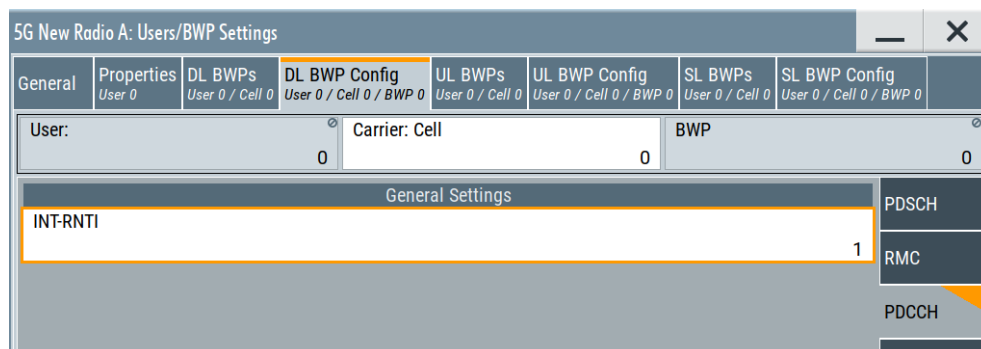 5G New Radio A: Users/BWP Settings
General
Properties
User 0
DL BWPs
User 0 / Cell 0
DL BWP Config
User 0 / Cell 0 / BWP 0
UL BWPs
User 0 / Cell 0
UL BWP Config
User 0 / Cell 0 / BWP 0
SL BWPs
User 0 / Cell 0
SL BWP Config
User 0 / Cell 0 / BWP 0
User:
0
Carrier: Cell
0
BWP
0
General Settings
INT-RNTI
1
PDSCH
RMC
PDCCH